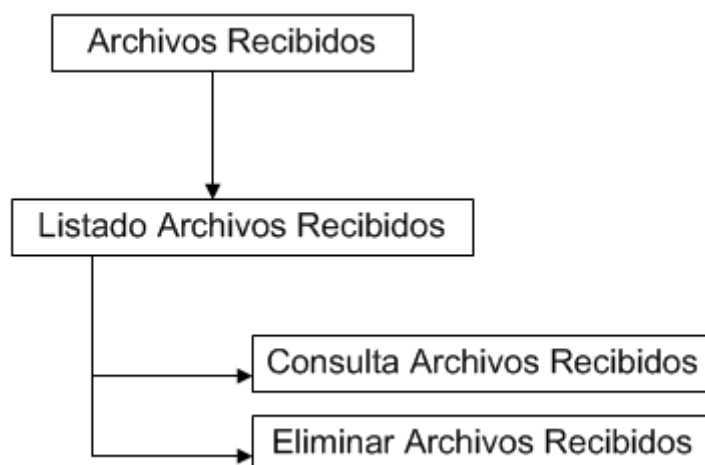 Archivos Recibidos
Listado Archivos Recibidos
Consulta Archivos Recibidos
Eliminar Archivos Recibidos